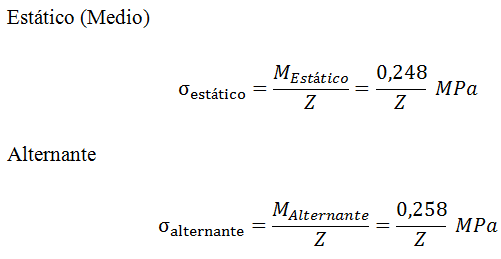 Estático (Medio)
σestático = MEstático / Z = 0,248 / Z MPa
Alternante
σalternante = MAlternante / Z = 0,258 / Z MPa